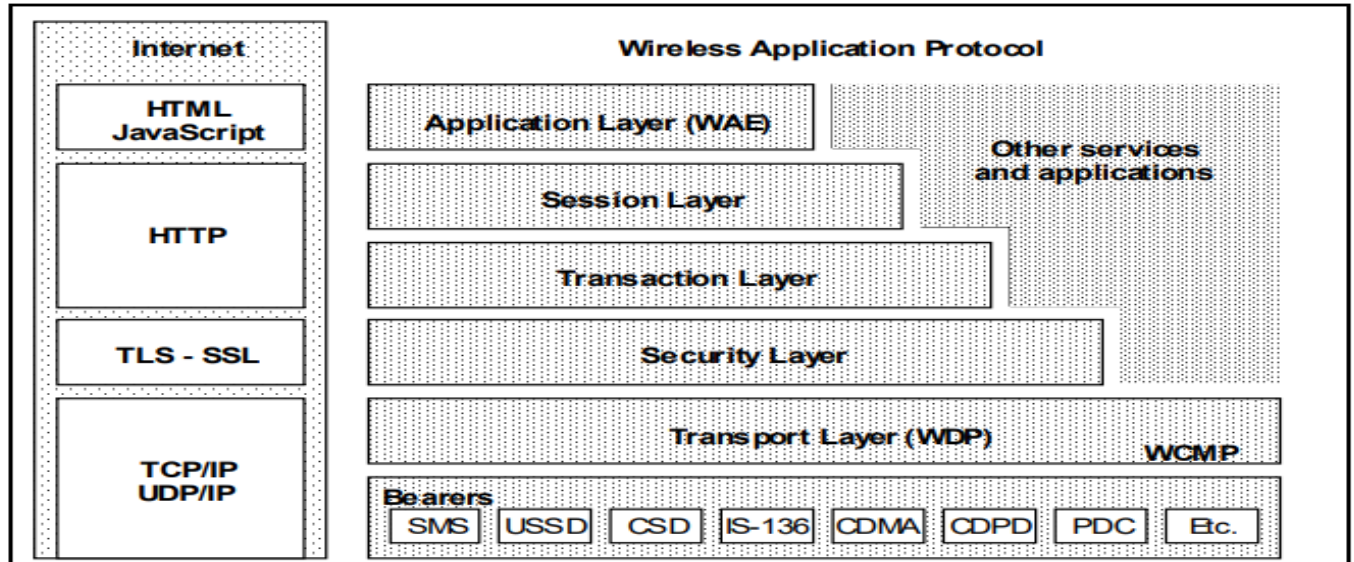 Internet
Wireless Application Protocol
HTML
JavaScript
Application Layer (WAE)
Other services
and applications
HTTP
Session Layer
Transaction Layer
TLS - SSL
Security Layer
TCP/IP
UDP/IP
Transport Layer (WDP)
WCMP
Bearers
SMS USSD CSD IS-136 CDMA CDPD PDC Etc.